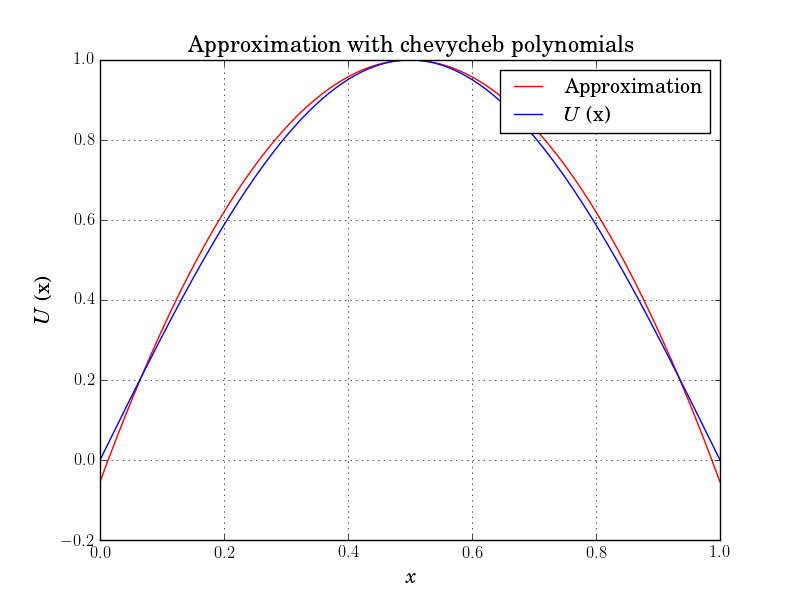 Approximation with chevycheb polynomials
Approximation
U (x)
U (x)
1.0
0.8
0.6
0.4
0.2
0.0
−0.2
0.0 0.2 0.4 0.6 0.8 1.0
x